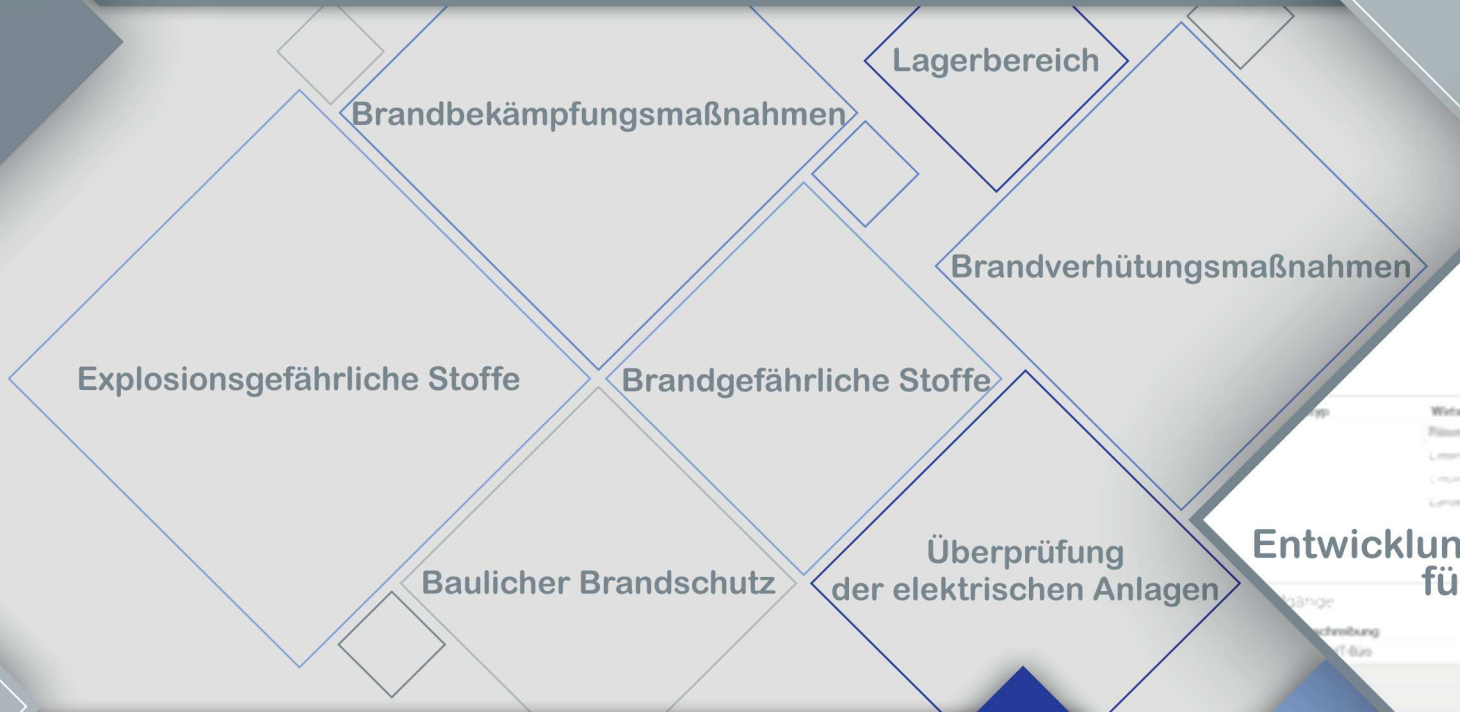 Lagerbereich
Brandbekämpfungsmaßnahmen
Brandverhütungsmaßnahmen
Explosionsgefährliche Stoffe
Brandgefährliche Stoffe
Überprüfung
der elektrischen Anlagen
Baulicher Brandschutz
Entwicklun
fü